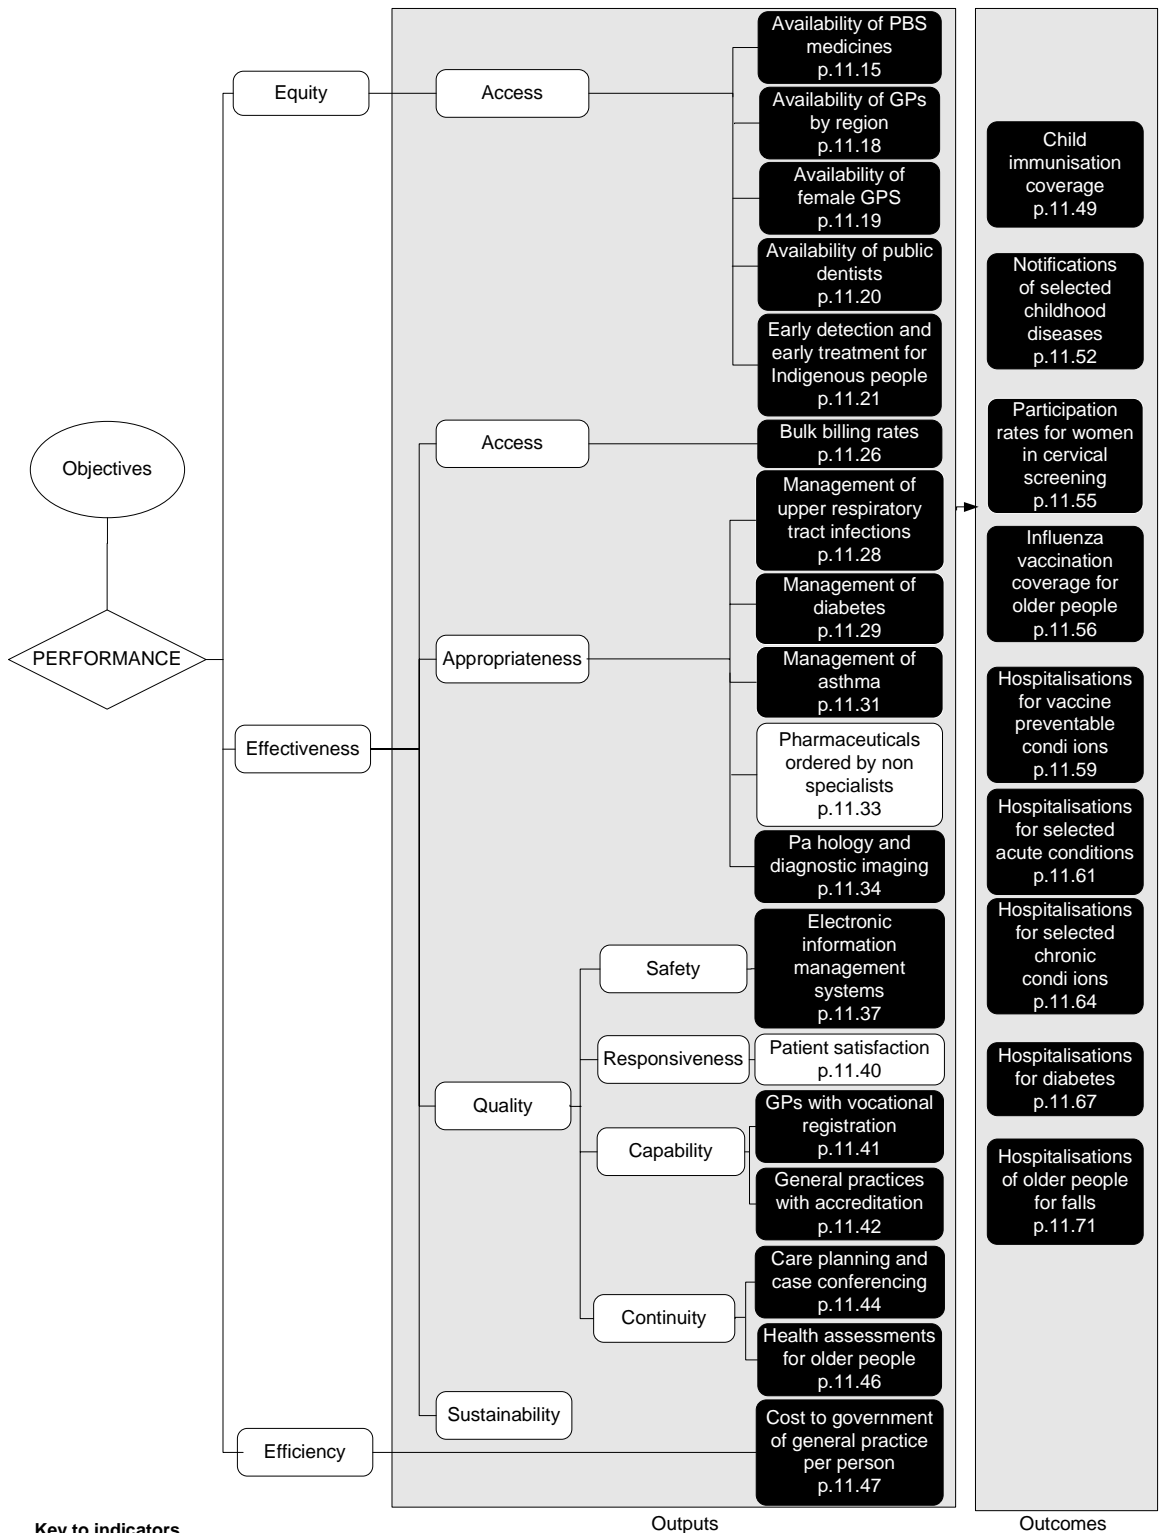 Objectives
PERFORMANCE
Equity
Access
Availability of PBS
medicines
p.11.15
Availability of GPs
by region
p.11.18
Availability of
female GPS
p.11.19
Availability of public
dentists
p.11.20
Early detection and
early treatment for
Indigenous people
p.11.21
Effectiveness
Access
Bulk billing rates
p.11.26
Appropriateness
Management of
upper respiratory
tract infections
p.11.28
Management of
diabetes
p.11.29
Management of
asthma
p.11.31
Pharmaceuticals
ordered by non
specialists
p.11.33
Pa hology and
diagnostic imaging
p.11.34
Quality
Safety
Electronic
information
management
systems
p.11.37
Responsiveness
Patient satisfaction
p.11.40
Capability
GPs with vocational
registration
p.11.41
General practices
with accreditation
p.11.42
Continuity
Care planning and
case conferencing
p.11.44
Health assessments
for older people
p.11.46
Sustainability
Efficiency
Cost to government
of general practice
per person
p.11.47
Child
immunisation
coverage
p.11.49
Notifications
of selected
childhood
diseases
p.11.52
Participation
rates for women
in cervical
screening
p.11.55
Influenza
vaccination
coverage for
older people
p.11.56
Hospitalisations
for vaccine
preventable
condi ions
p.11.59
Hospitalisations
for selected
acute conditions
p.11.61
Hospitalisations
for selected
chronic
condi ions
p.11.64
Hospitalisations
for diabetes
p.11.67
Hospitalisations
of older people
for falls
p.11.71
Key to indicators
Outputs
Outcomes